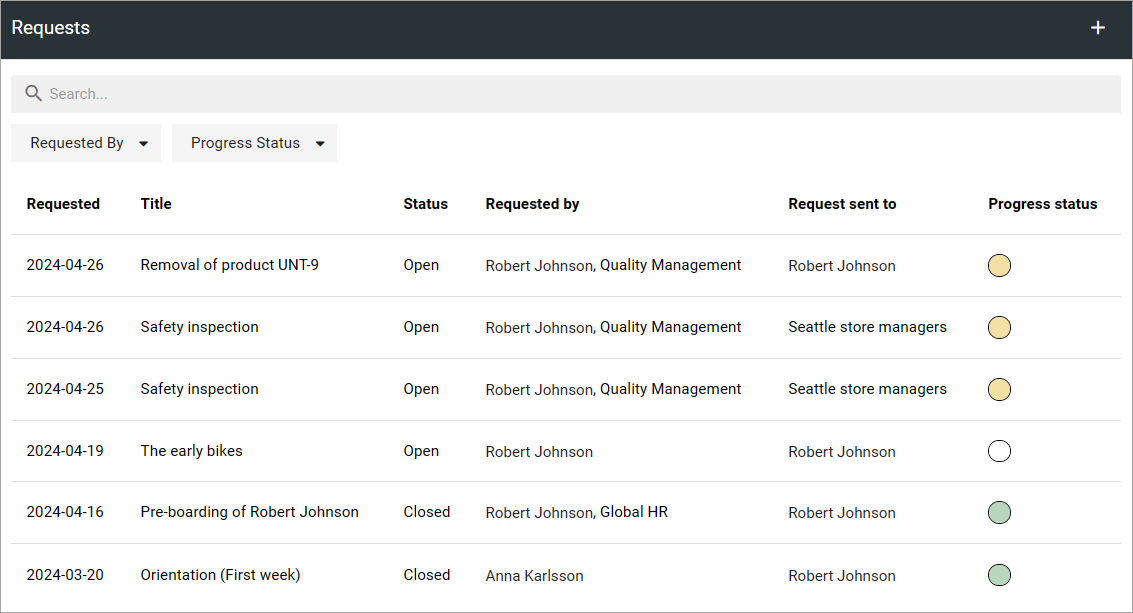 Requests +
Search...
Requested By Progress Status
Requested Title Status Requested by Request sent to Progress status
2024-04-26 Removal of product UNT-9 Open Robert Johnson, Quality Management Robert Johnson
2024-04-26 Safety inspection Open Robert Johnson, Quality Management Seattle store managers
2024-04-25 Safety inspection Open Robert Johnson, Quality Management Seattle store managers
2024-04-19 The early bikes Open Robert Johnson Robert Johnson
2024-04-16 Pre-boarding of Robert Johnson Closed Robert Johnson, Global HR Robert Johnson
2024-03-20 Orientation (First week) Closed Anna Karlsson Robert Johnson